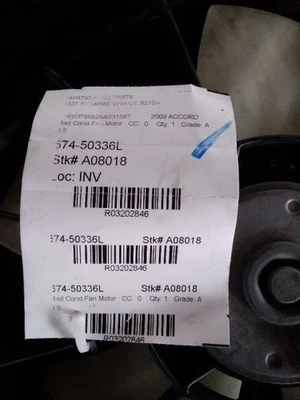 PARTS
2009 ACCORD
Rad Cond Fan Motor CC: 0 Qty: 1 Grade: A
674-50336L
Stk# A08018
Loc: INV
R03202846
674-50336L Stk# A08018
R03202846
674-50336L Stk# A08018
Rad Cond Fan Motor CC: 0 Qty: 1 Grade: A
R03202846